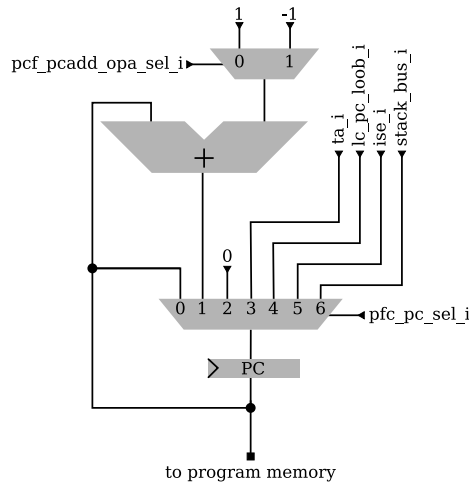 1 -1
pcf_pcadd_opa_sel_i 0 1
ta_i
lc_pc_loob_i
ise_i
stack_bus_i
+
0
0 1 2 3 4 5 6
pfc_pc_sel_i
PC
to program memory